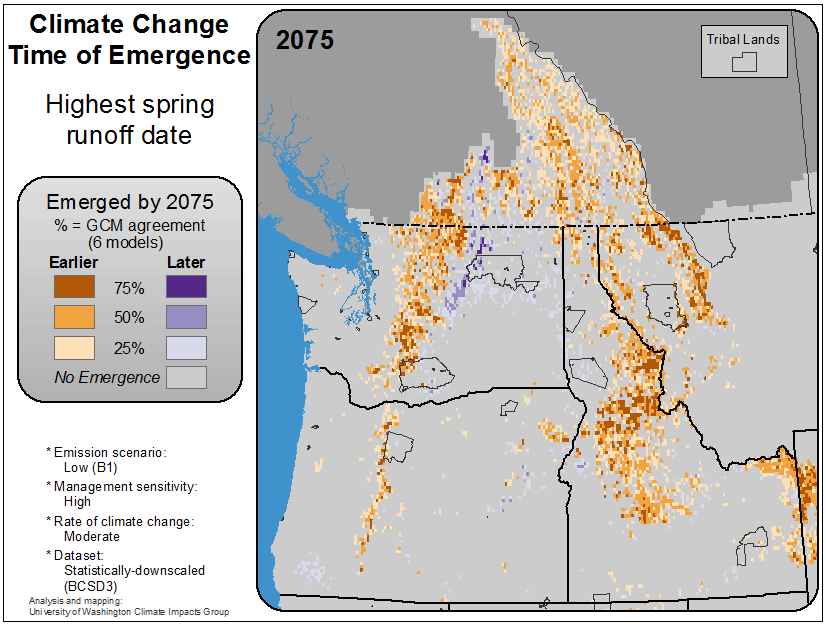 Climate Change
Time of Emergence
Highest spring
runoff date
Emerged by 2075
% = GCM agreement
(6 models)
Earlier Later
75%
50%
25%
No Emergence
* Emission scenario:
Low (B1)
* Management sensitivity:
High
* Rate of climate change:
Moderate
* Dataset:
Statistically-downscaled
(BCSD3)
Analysis and mapping:
University of Washington Climate Impacts Group
2075
Tribal Lands